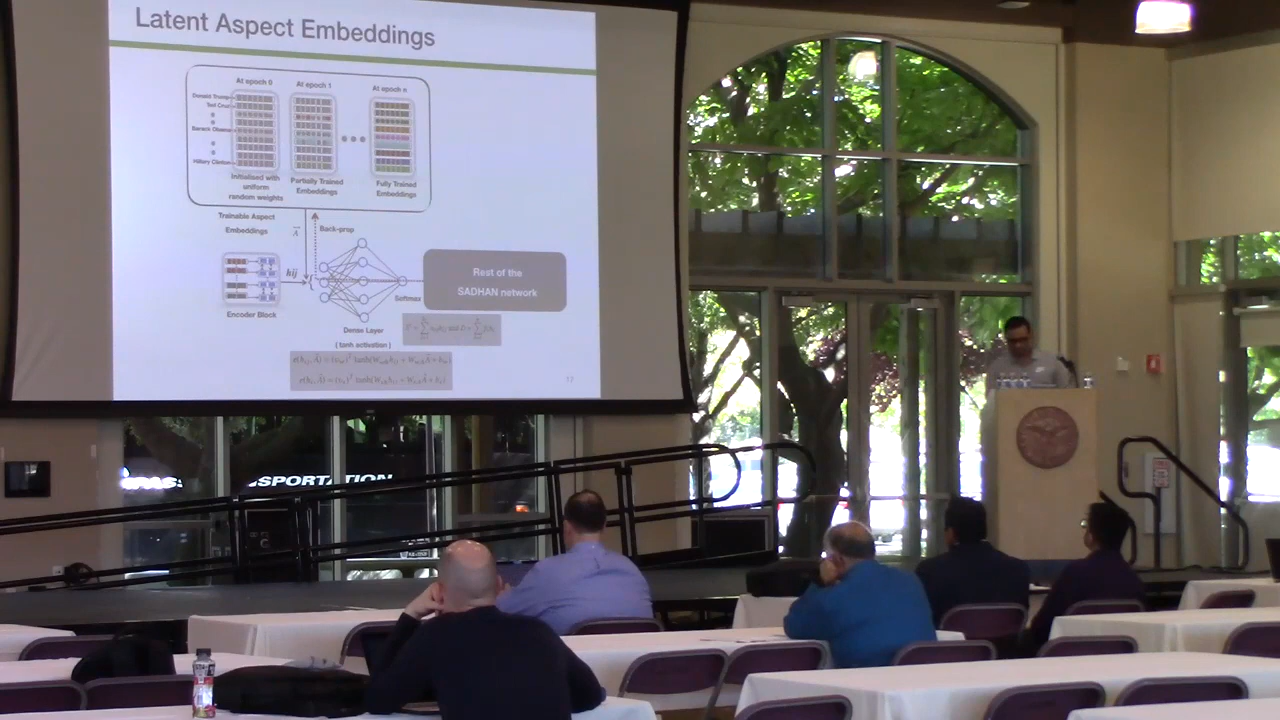 Latent Aspect Embeddings
At epoch 0
At epoch 1
At epoch n
Donald Trump
Ted Cruz
Barack Obama
Hillary Clinton
Initialised with
uniform
random weights
Partially Trained
Embeddings
Fully Trained
Embeddings
Trainable Aspect
Embeddings
Back-prop
hij
Encoder Block
Softmax
Dense Layer
( tanh activation )
Rest of the
SADHAN network
17
SPORTATION